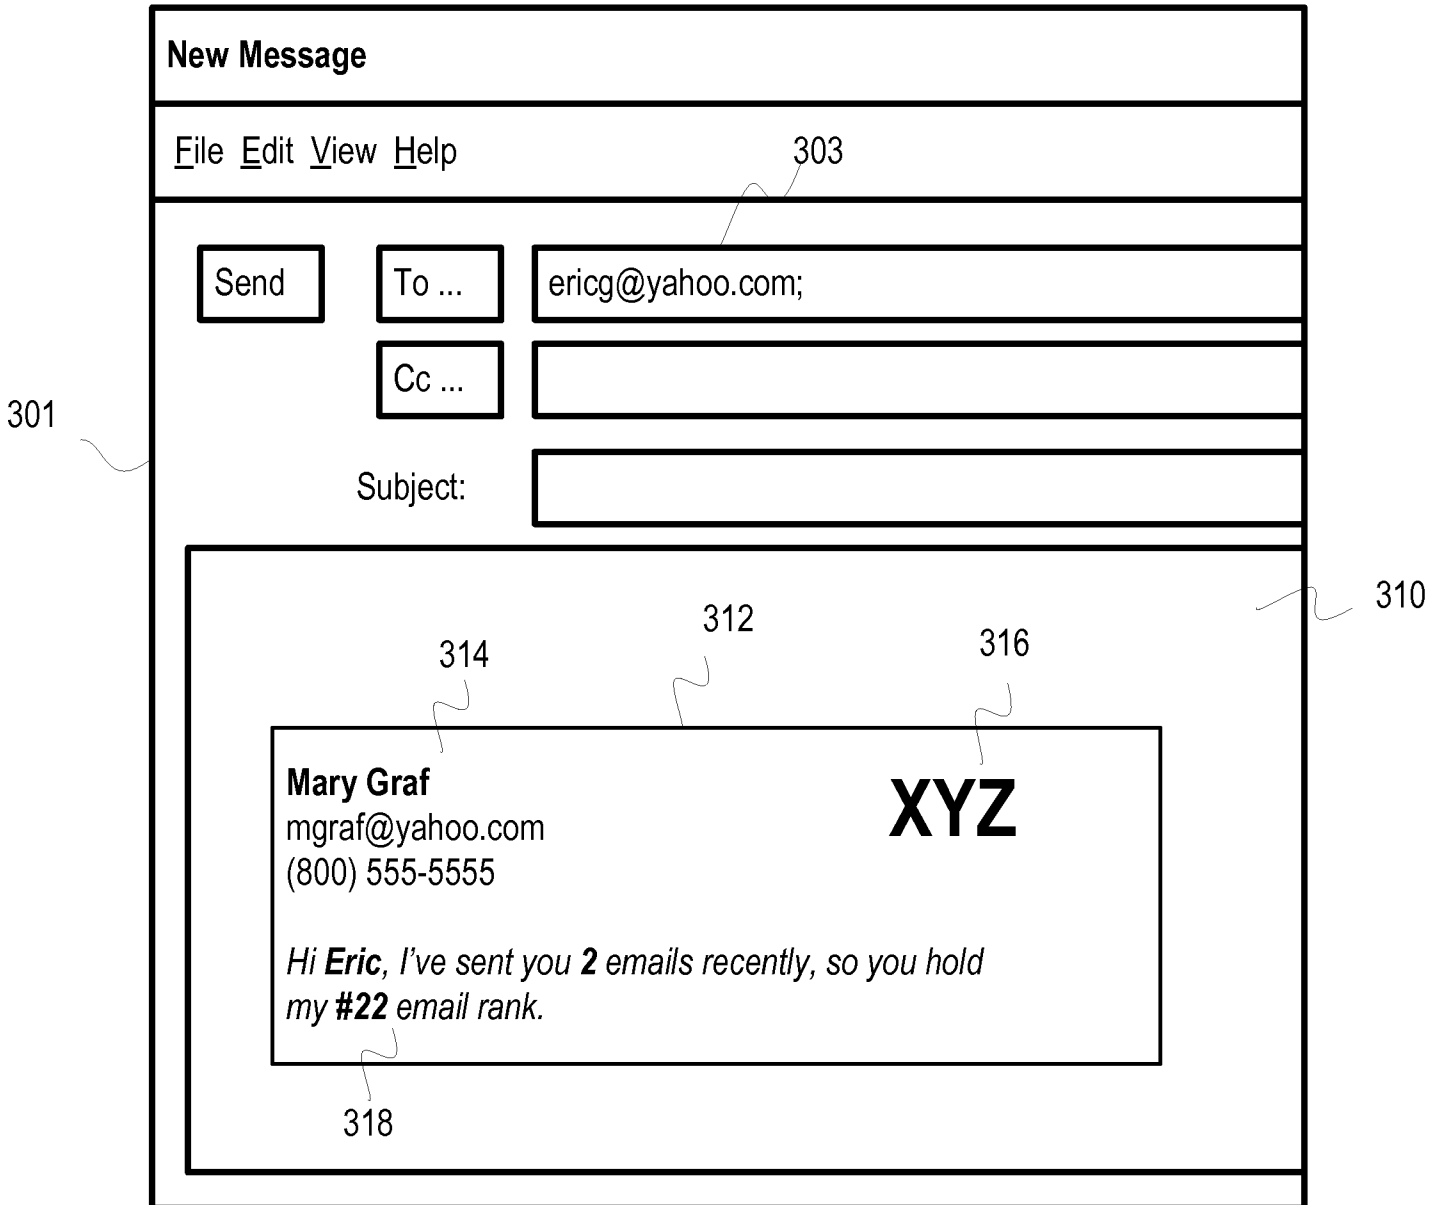 New Message
File Edit View Help
303
Send To ... ericg@yahoo.com;
Cc ...
301
Subject:
310
312
316
314
Mary Graf XYZ
mgraf@yahoo.com
(800) 555-5555
Hi Eric, I've sent you 2 emails recently, so you hold
my #22 email rank.
318